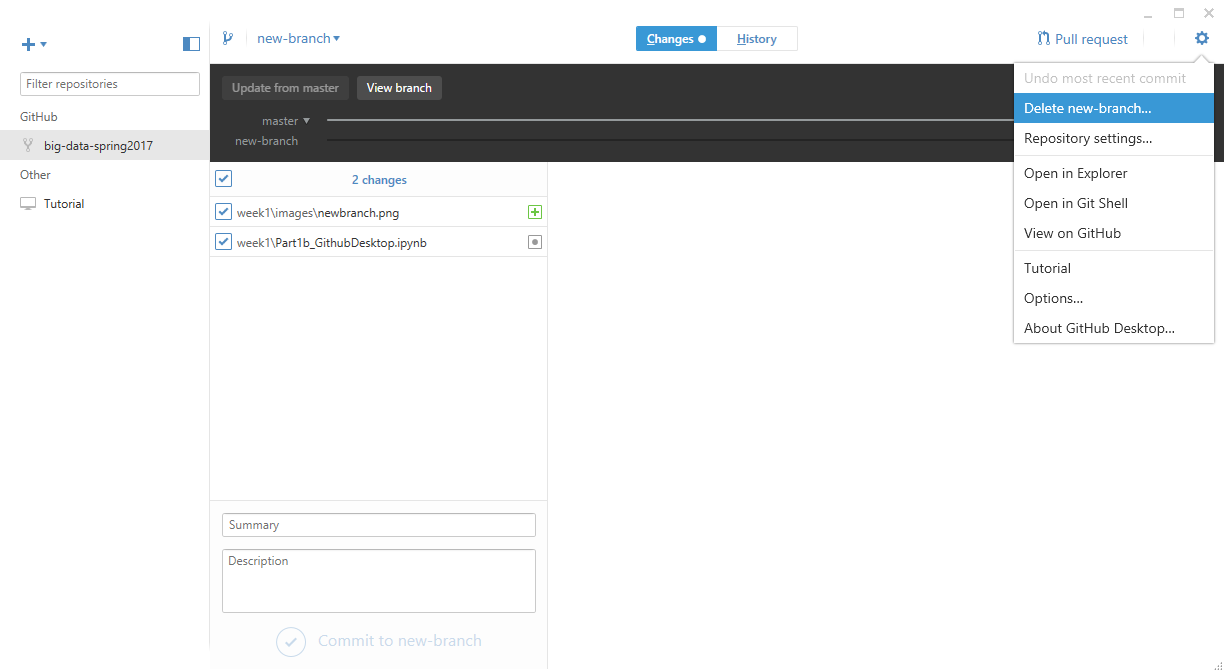 new-branch
Changes
History
Pull request
Filter repositories
GitHub
big-data-spring2017
Other
Tutorial
Update from master
View branch
master
new-branch
2 changes
week1\images\newbranch.png
week1\Part1b_GithubDesktop.ipynb
Summary
Description
Commit to new-branch
Undo most recent commit
Delete new-branch...
Repository settings...
Open in Explorer
Open in Git Shell
View on GitHub
Tutorial
Options...
About GitHub Desktop...